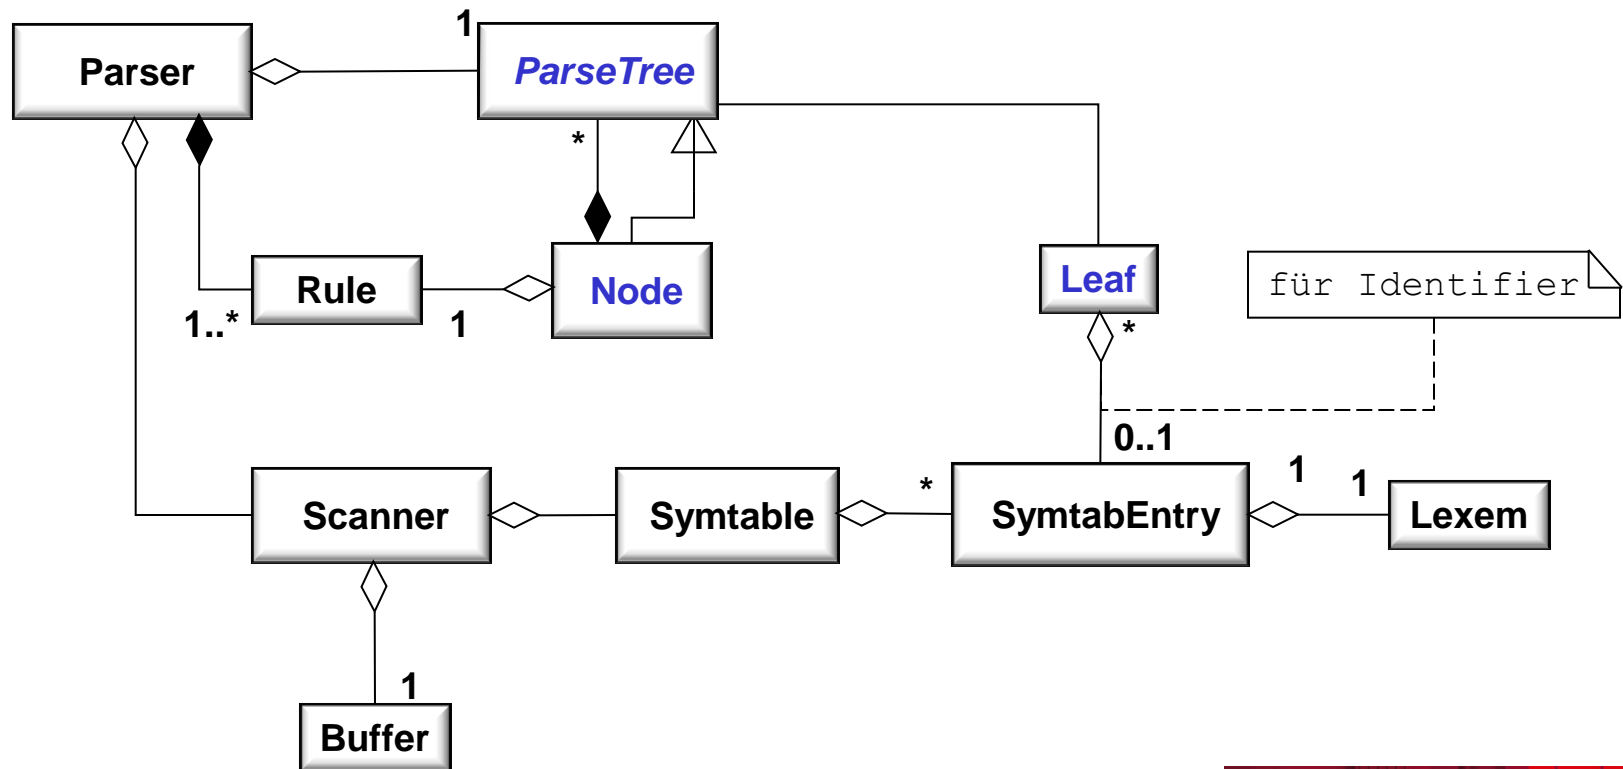 1
Parser
ParseTree
*
Rule
Node
Leaf
für Identifier
1..*
1
*
0..1
Scanner
Symtable
*
SymtabEntry
1
1
Lexem
1
Buffer